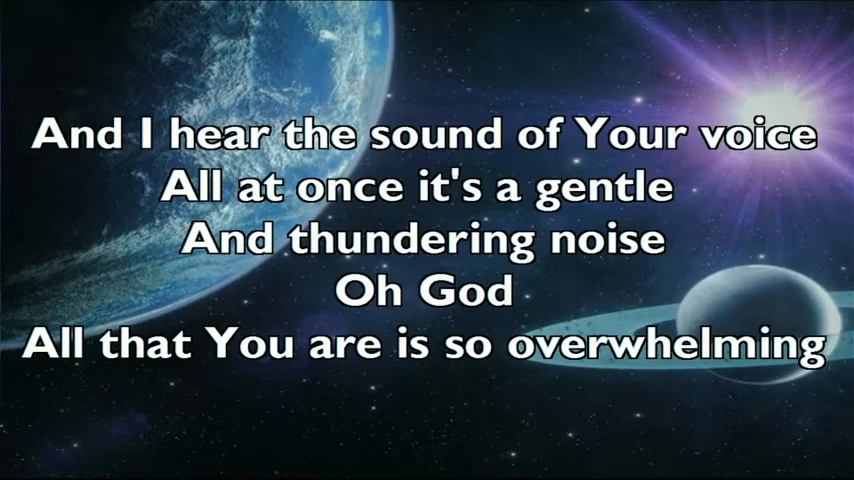 And I hear the sound of Your voice
All at once it's a gentle
And thundering noise
Oh God
All that You are is so overwhelming